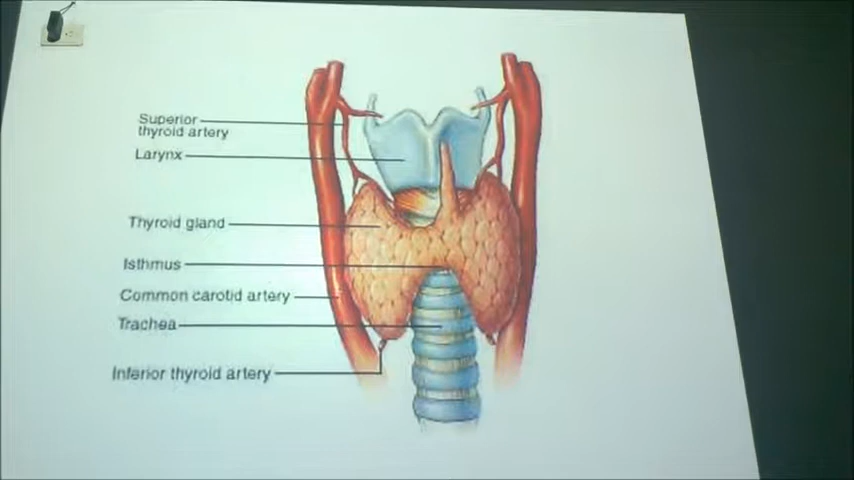 Superior
thyroid artery
Larynx
Thyroid gland
Isthmus
Common carotid artery
Trachea
Inferior thyroid artery